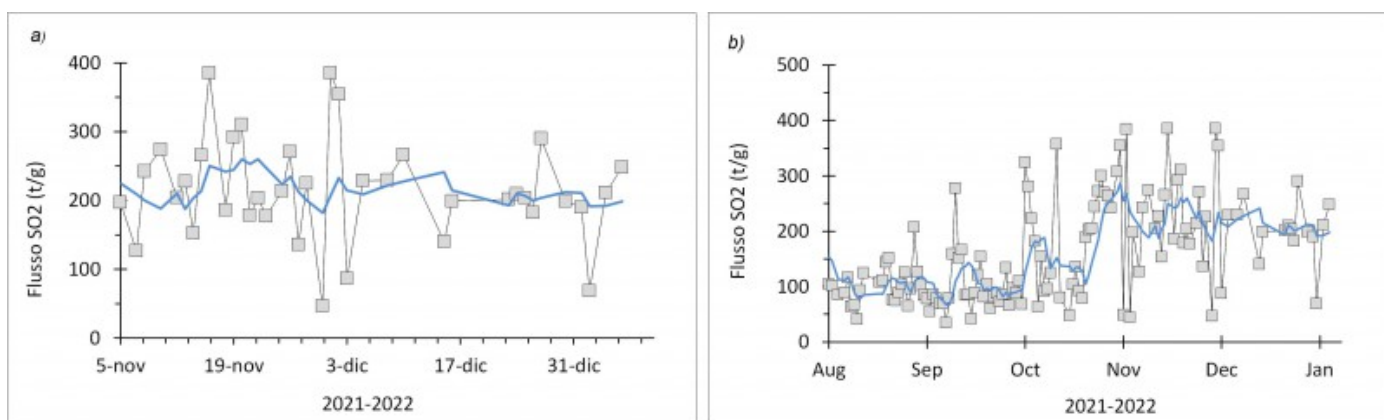 a)
400
300
200
100
0
Flusso SO2 (t/g)
5-nov 19-nov 3-dic 17-dic 31-dic
2021-2022
b)
500
400
300
200
100
0
Flusso SO2 (t/g)
Aug Sep Oct Nov Dec Jan
2021-2022